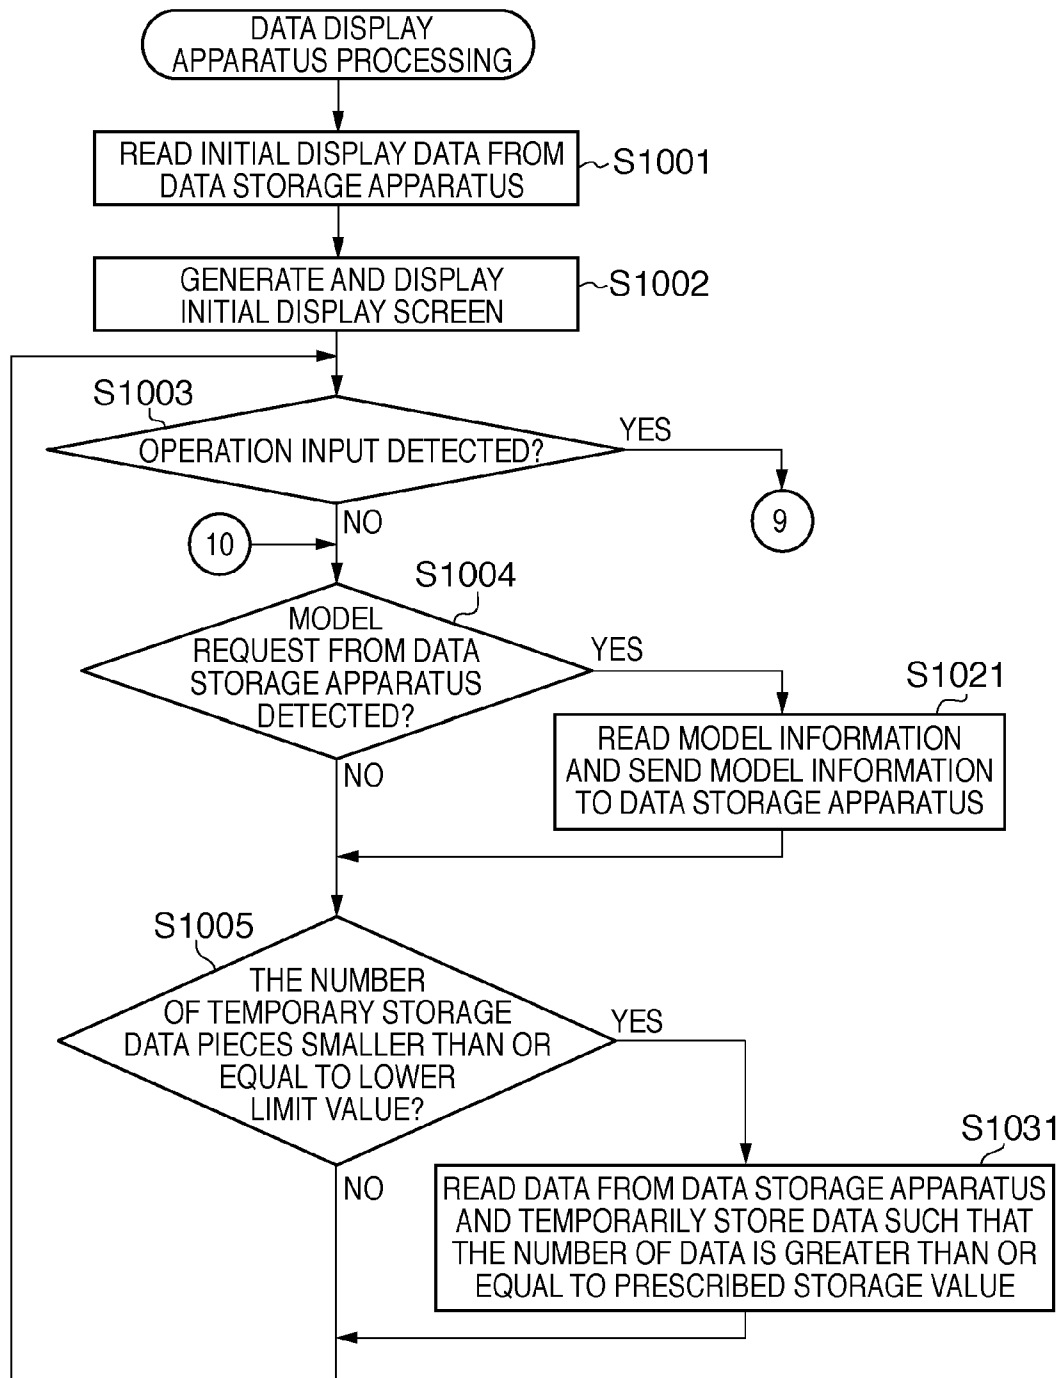 DATA DISPLAY
APPARATUS PROCESSING
READ INITIAL DISPLAY DATA FROM
DATA STORAGE APPARATUS
S1001
GENERATE AND DISPLAY
INITIAL DISPLAY SCREEN
S1002
S1003
OPERATION INPUT DETECTED?
YES
9
NO
10
S1004
MODEL
REQUEST FROM DATA
STORAGE APPARATUS
DETECTED?
YES
S1021
READ MODEL INFORMATION
AND SEND MODEL INFORMATION
TO DATA STORAGE APPARATUS
NO
S1005
THE NUMBER
OF TEMPORARY STORAGE
DATA PIECES SMALLER THAN OR
EQUAL TO LOWER
LIMIT VALUE?
YES
S1031
READ DATA FROM DATA STORAGE APPARATUS
AND TEMPORARILY STORE DATA SUCH THAT
THE NUMBER OF DATA IS GREATER THAN OR
EQUAL TO PRESCRIBED STORAGE VALUE
NO